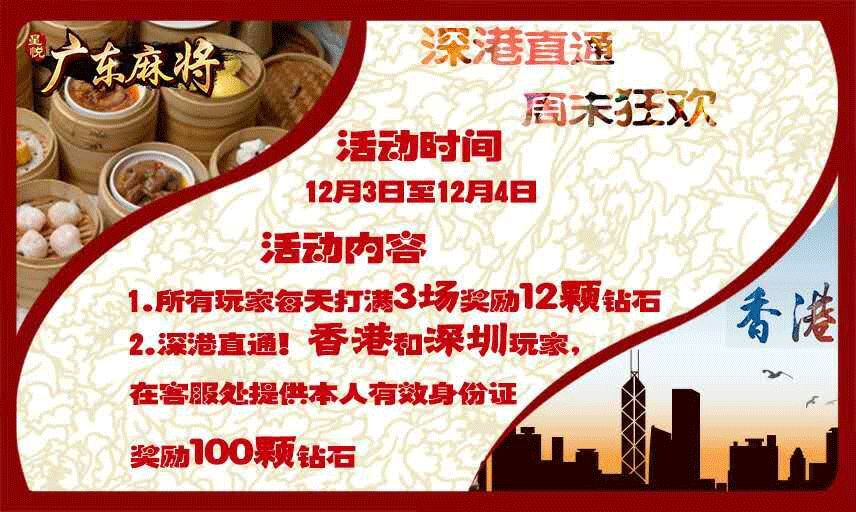 星悦
广东麻将
深港直通
周末狂欢
活动时间
12月3日至12月4日
活动内容
1.所有玩家每天打满3场奖励12颗钻石
2.深港直通！香港和深圳玩家，
在客服处提供本人有效身份证
奖励100颗钻石
香港